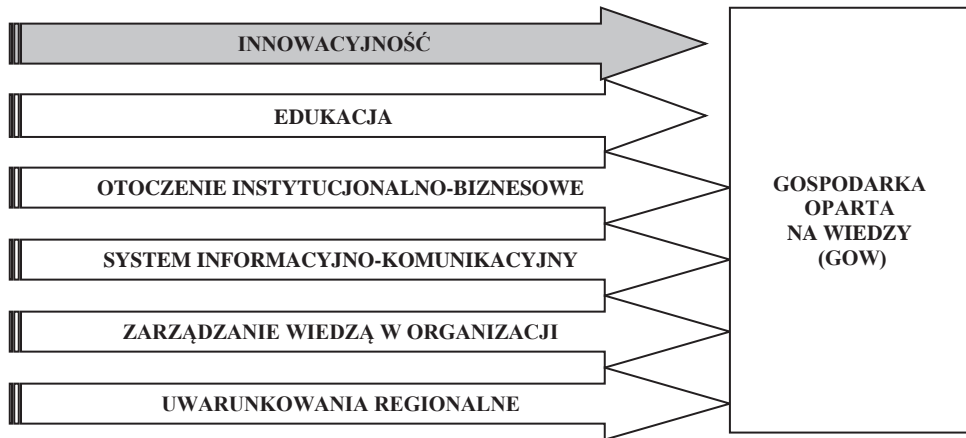 INNOWACYJNOŚĆ
EDUKACJA
OTOCZENIE INSTYTUCJONALNO-BIZNESOWE
SYSTEM INFORMACYJNO-KOMUNIKACYJNY
ZARZĄDZANIE WIEDZĄ W ORGANIZACJI
UWARUNKOWANIA REGIONALNE
GOSPODARKA
OPARTA
NA WIEDZY
(GOW)